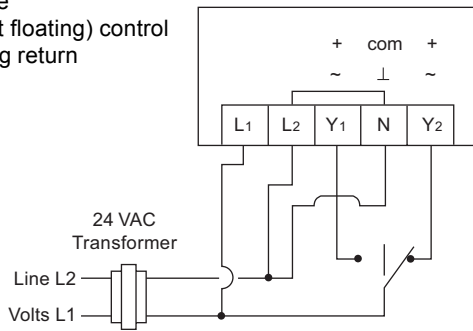 t floating) control
g return
+ com +
~ ⊥ ~
L1 L2 Y1 N Y2
24 VAC
Transformer
Line L2
Volts L1